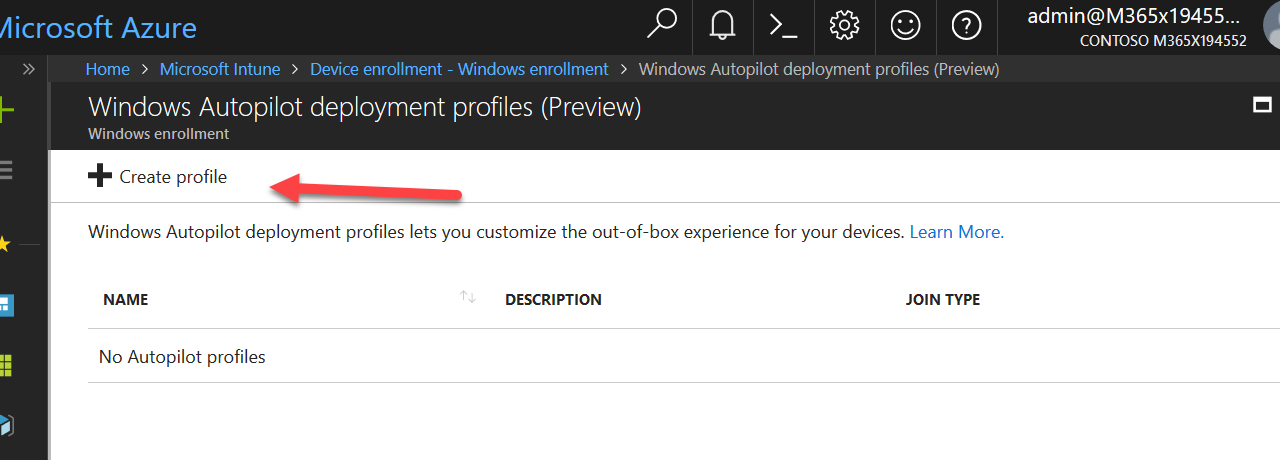 Microsoft Azure
admin@M365x19455...
CONTOSO M365X194552
Home > Microsoft Intune > Device enrollment - Windows enrollment > Windows Autopilot deployment profiles (Preview)
Windows Autopilot deployment profiles (Preview)
Windows enrollment
Create profile
Windows Autopilot deployment profiles lets you customize the out-of-box experience for your devices. Learn More.
NAME DESCRIPTION JOIN TYPE
No Autopilot profiles